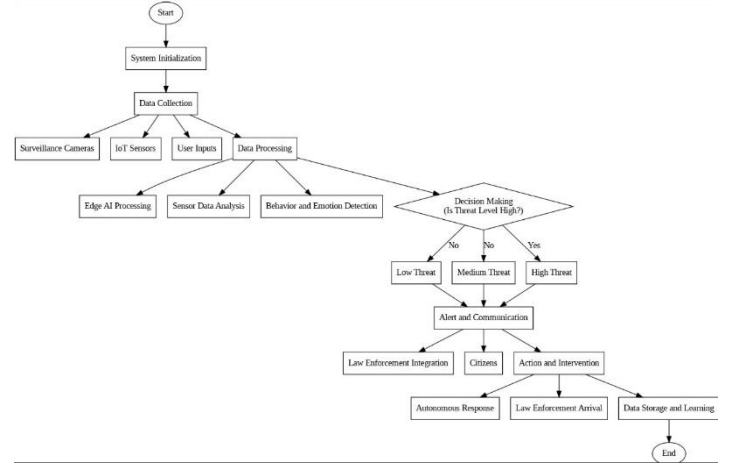 Start
System Initialization
Data Collection
Surveillance Cameras
IoT Sensors
User Inputs
Data Processing
Edge AI Processing
Sensor Data Analysis
Behavior and Emotion Detection
Decision Making
(Is Threat Level High?)
No
No
Yes
Low Threat
Medium Threat
High Threat
Alert and Communication
Law Enforcement Integration
Citizens
Action and Intervention
Autonomous Response
Law Enforcement Arrival
Data Storage and Learning
End